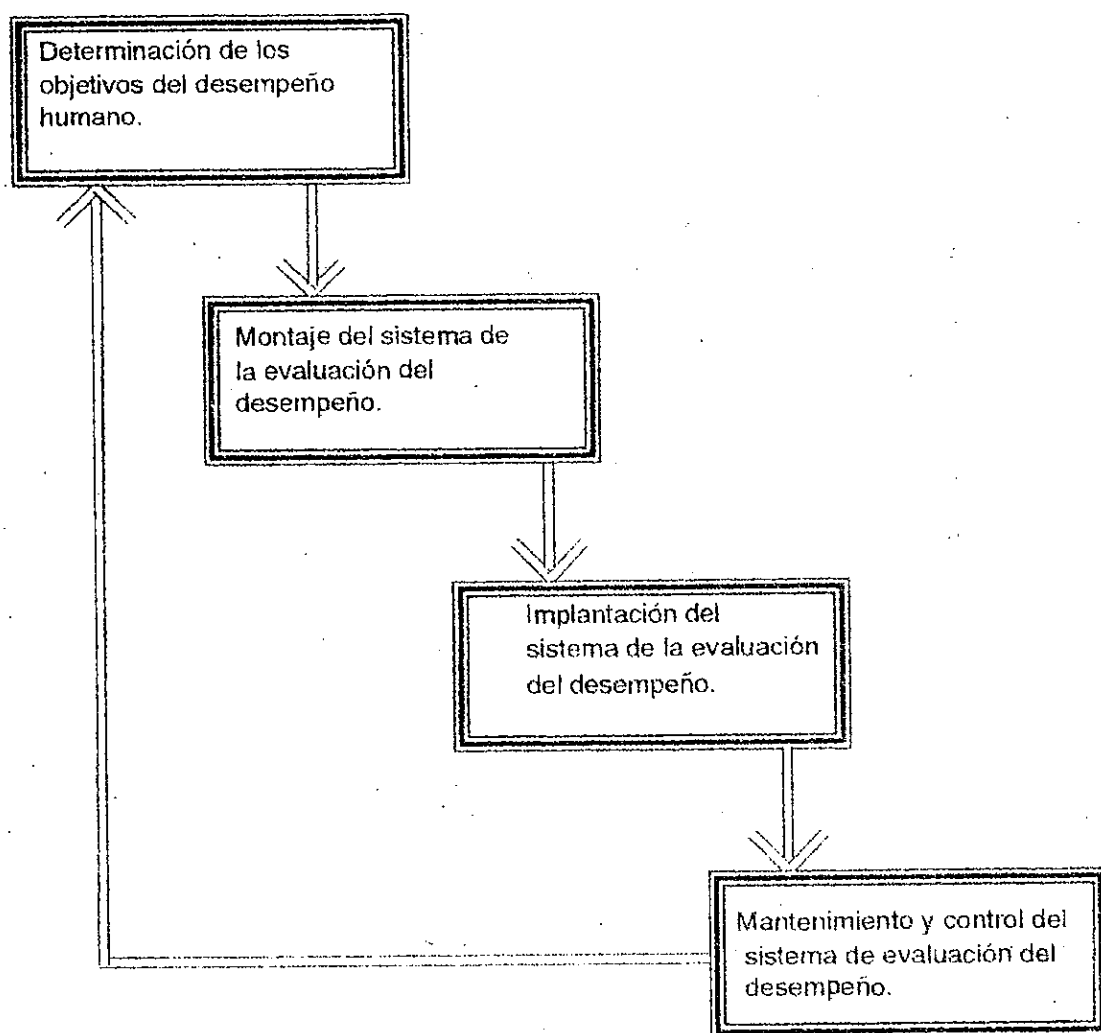 Determinación de los
objetivos del desempeño
humano.
Montaje del sistema de
la evaluación del
desempeño.
Implantación del
sistema de la evaluación
del desempeño.
Mantenimiento y control del
sistema de evaluación del
desempeño.